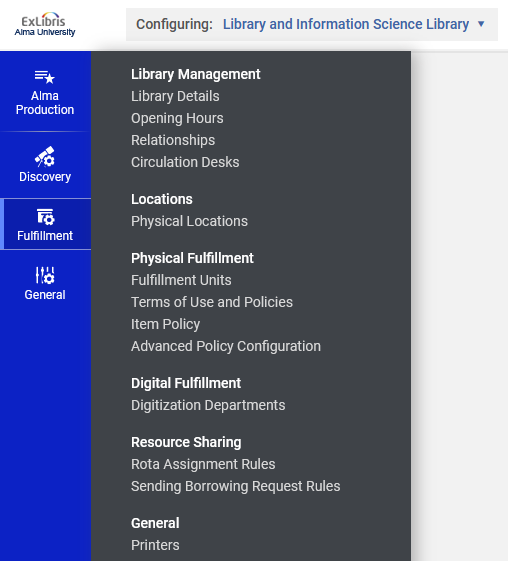 ExLibris
Alma University
Configuring: Library and Information Science Library
Alma
Production
Discovery
Fulfillment
General
Library Management
Library Details
Opening Hours
Relationships
Circulation Desks
Locations
Physical Locations
Physical Fulfillment
Fulfillment Units
Terms of Use and Policies
Item Policy
Advanced Policy Configuration
Digital Fulfillment
Digitization Departments
Resource Sharing
Rota Assignment Rules
Sending Borrowing Request Rules
General
Printers